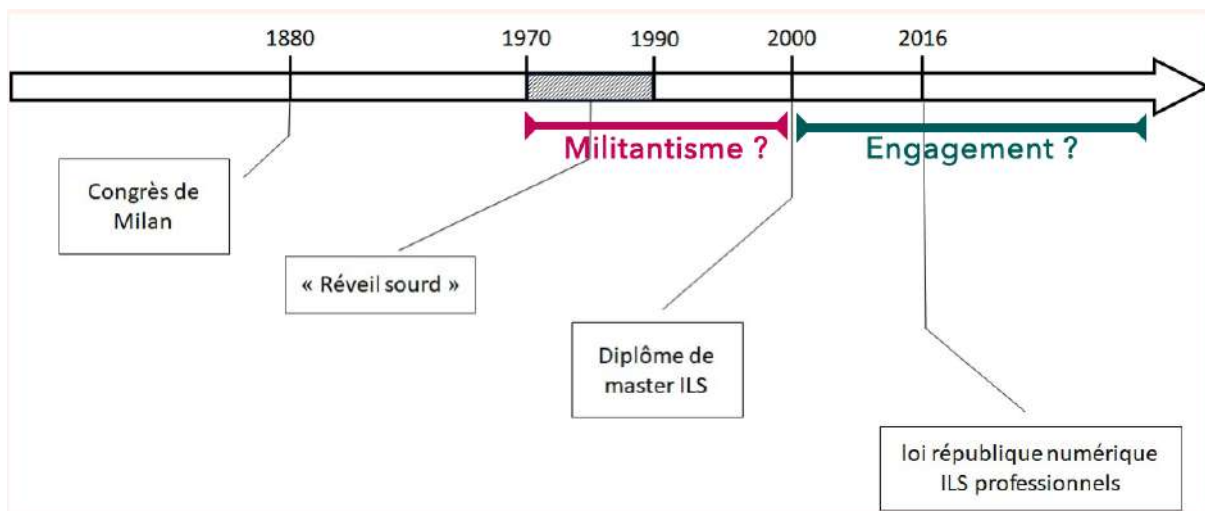 1880
1970
1990
2000
2016
Militantisme ?
Engagement ?
Congrès de
Milan
« Réveil sourd »
Diplôme de
master ILS
loi république numérique
ILS professionnels